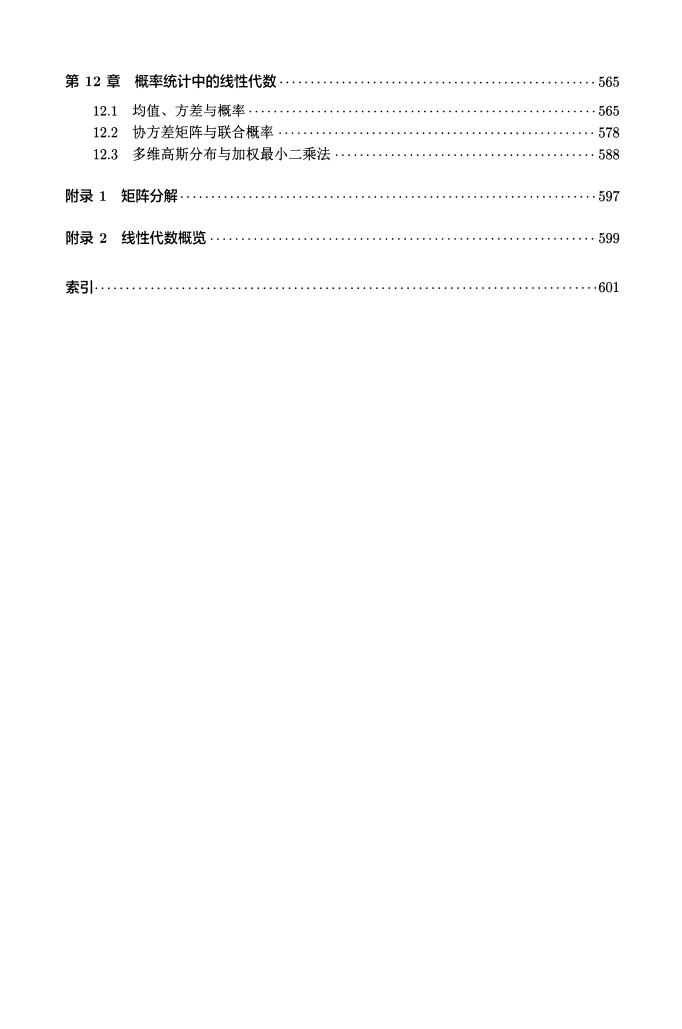 第 12 章 概率统计中的线性代数 565
12.1 均值、方差与概率 565
12.2 协方差矩阵与联合概率 578
12.3 多维高斯分布与加权最小二乘法 588
附录 1 矩阵分解 597
附录 2 线性代数概览 599
索引 601